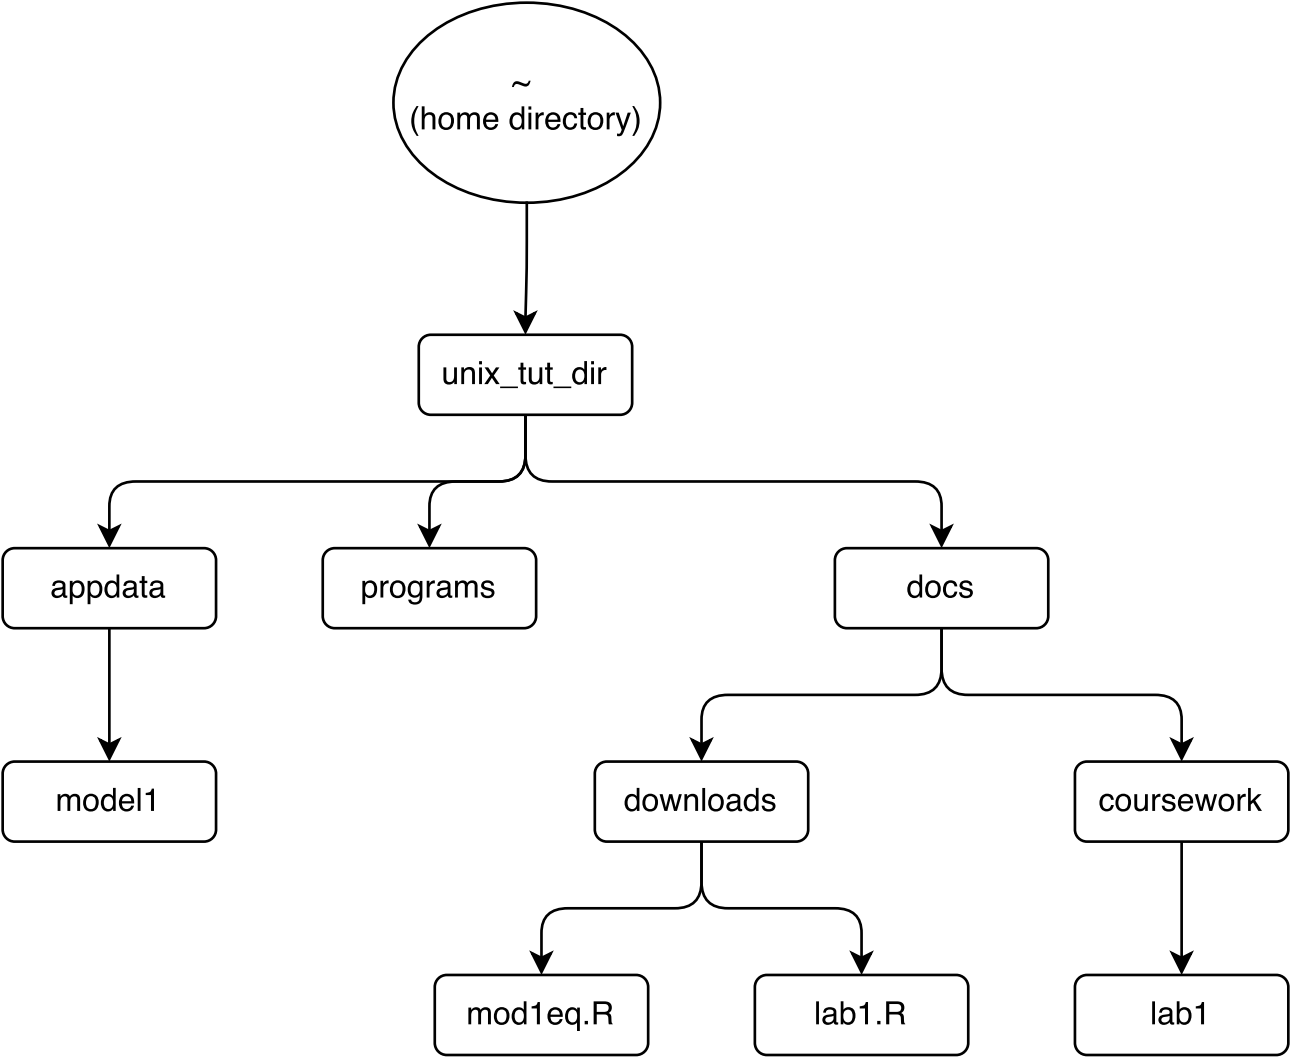 ~
(home directory)
unix_tut_dir
appdata
programs
docs
model1
downloads
coursework
mod1eq.R
lab1.R
lab1